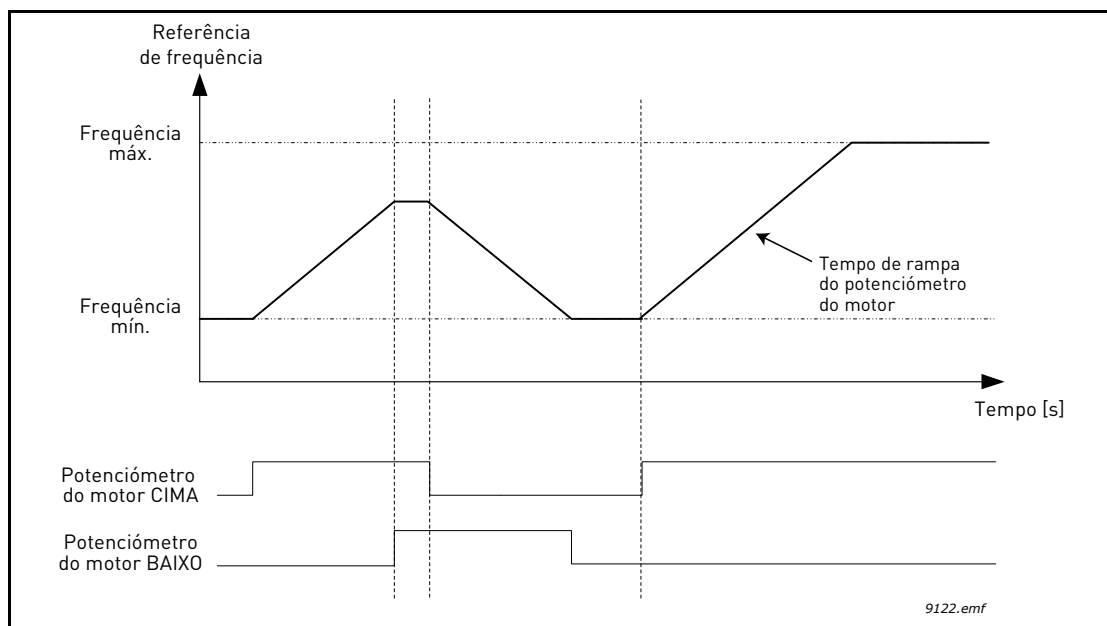 Referência
de frequência
Frequência
máx.
Tempo de rampa
do potenciómetro
do motor
Frequência
mín.
Tempo [s]
Potenciómetro
do motor CIMA
Potenciómetro
do motor BAIXO
9122.emf